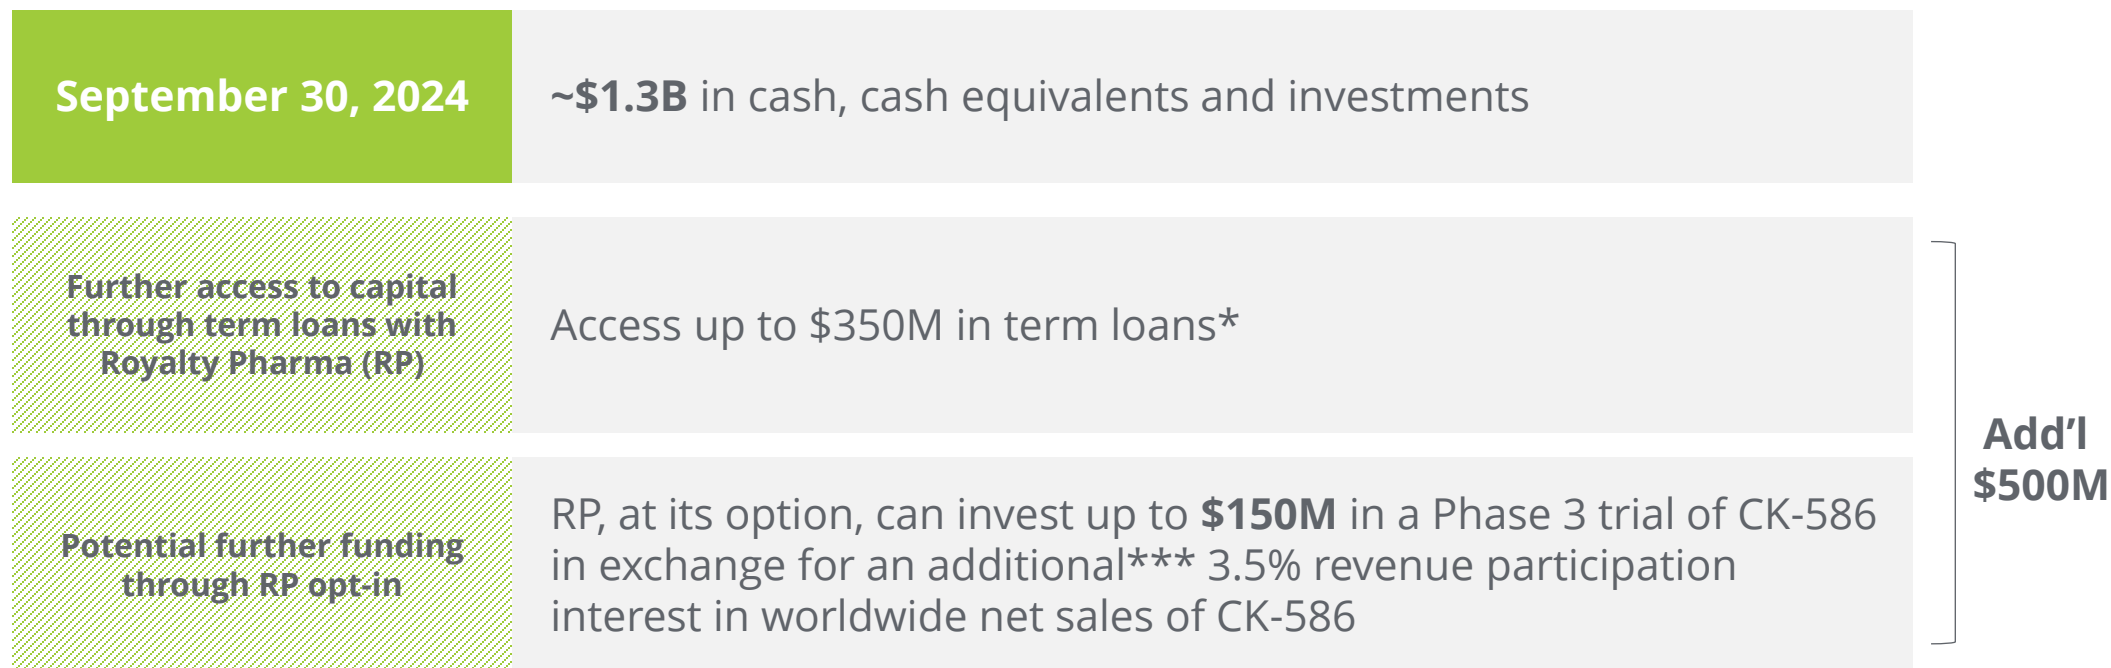 September 30, 2024
~$1.3B in cash, cash equivalents and investments
Further access to capital
through term loans with
Royalty Pharma (RP)
Access up to $350M in term loans*
Potential further funding
through RP opt-in
RP, at its option, can invest up to $150M in a Phase 3 trial of CK-586
in exchange for an additional*** 3.5% revenue participation
interest in worldwide net sales of CK-586
Add’l
$500M